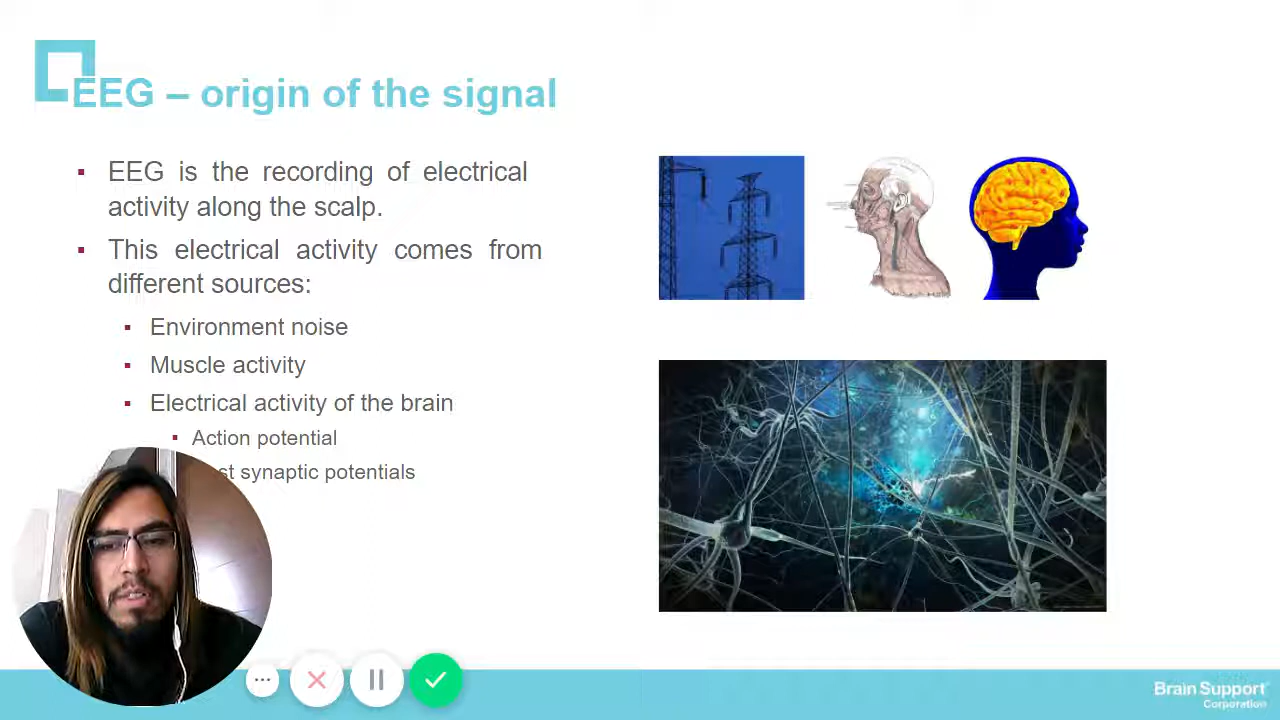 EEG – origin of the signal
EEG is the recording of electrical
activity along the scalp.
This electrical activity comes from
different sources:
Environment noise
Muscle activity
Electrical activity of the brain
Action potential
synaptic potentials
Brain Support
Corporation